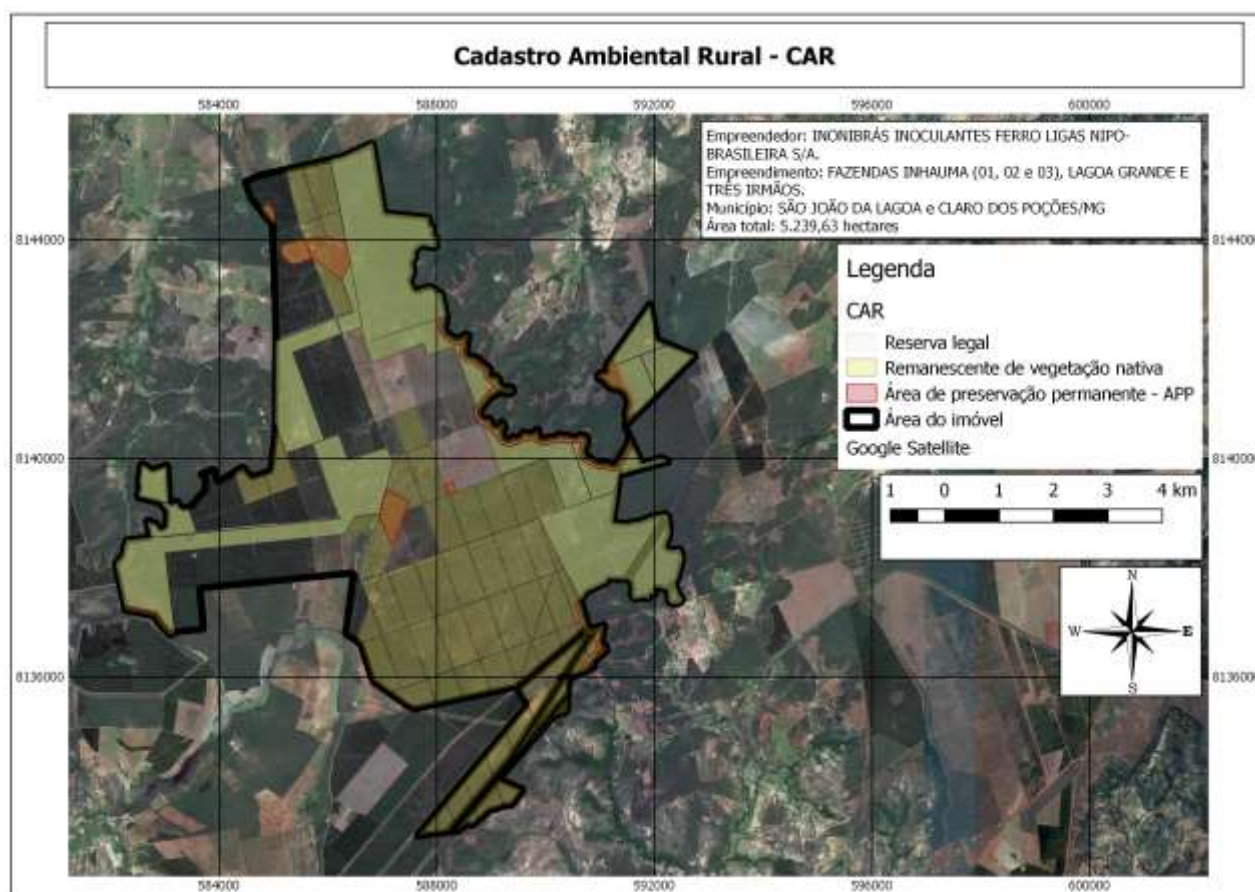 Cadastro Ambiental Rural - CAR
584000 588000 592000 596000 600000
Empreendedor: INONIBRÁS INOCULANTES FERRO LIGAS NIPO-
BRASILEIRA S/A.
Empreendimento: FAZENDAS INHAUMA (01, 02 e 03), LAGOA GRANDE E
TRÊS IRMÃOS.
Município: SÃO JOÃO DA LAGOA e CLARO DOS POÇÕES/MG
Área total: 5.239,63 hectares
8144000 8144000
Legenda
CAR
Reserva legal
Remanescente de vegetação nativa
Área de preservação permanente - APP
Área do imóvel
Google Satellite
8140000 8140000
1 0 1 2 3 4 km
N
W E
S
8136000 8136000
584000 588000 592000 596000 600000